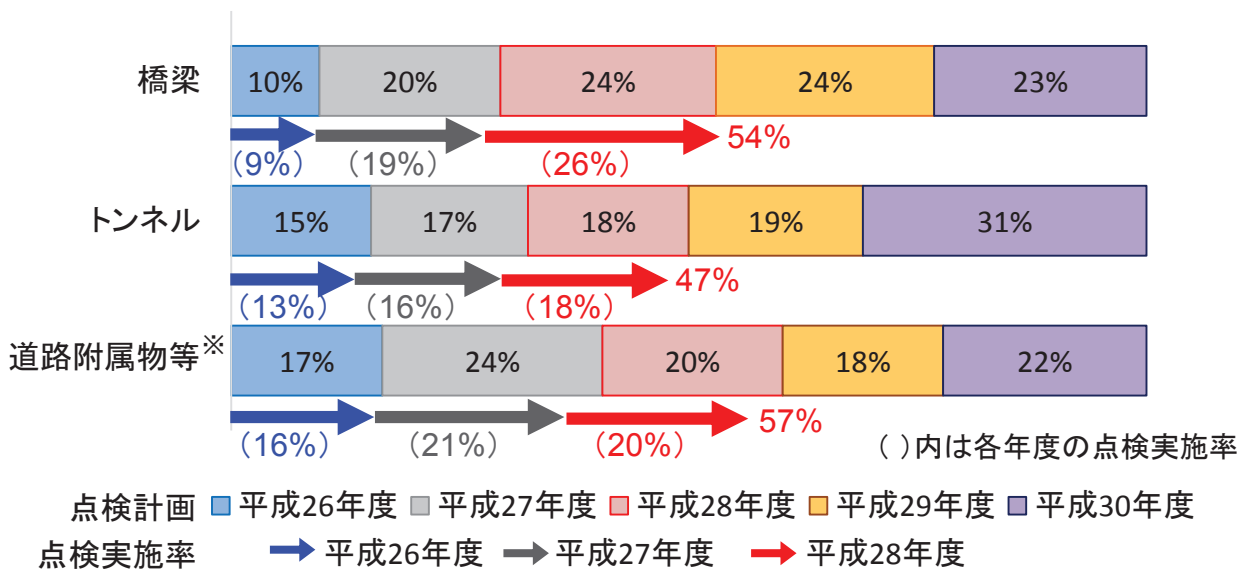 橋梁 10% 20% 24% 24% 23%
54%
(9%) (19%) (26%)
トンネル 15% 17% 18% 19% 31%
47%
(13%) (16%) (18%)
道路附属物等※ 17% 24% 20% 18% 22%
57%
(16%) (21%) (20%) ( )内は各年度の点検実施率
点検計画 平成26年度 平成27年度 平成28年度 平成29年度 平成30年度
点検実施率 平成26年度 平成27年度 平成28年度